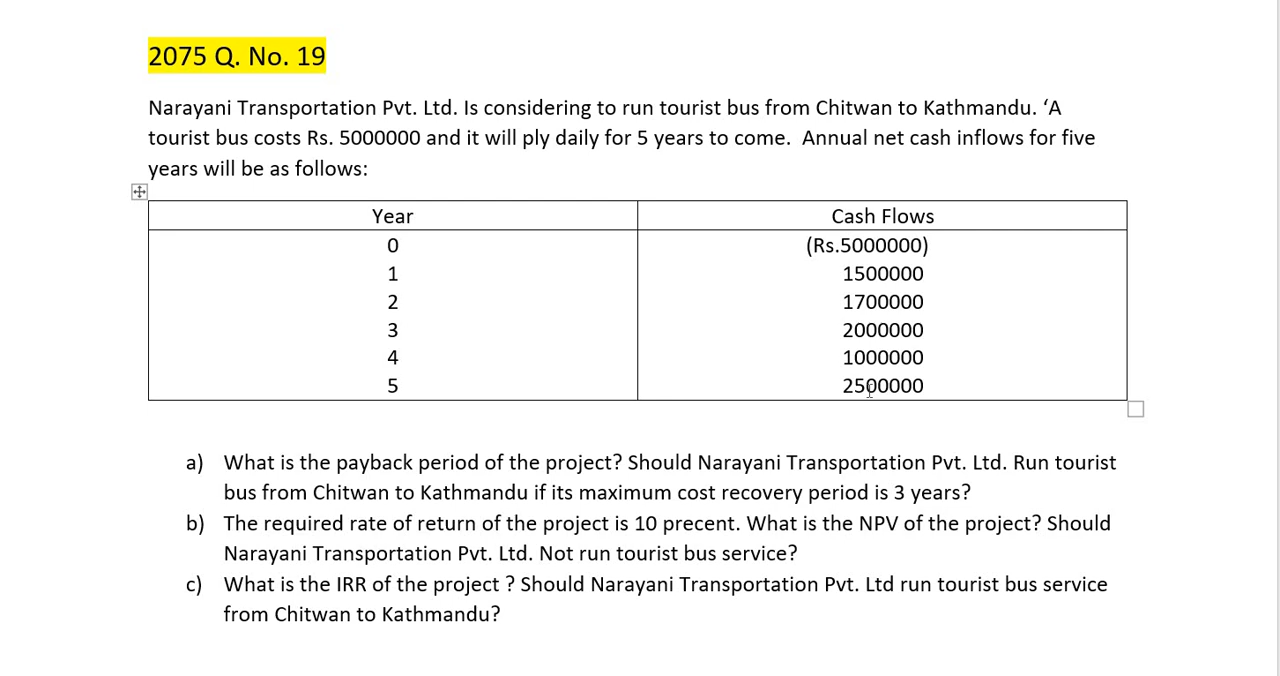 2075 Q. No. 19
Narayani Transportation Pvt. Ltd. Is considering to run tourist bus from Chitwan to Kathmandu. ‘A
tourist bus costs Rs. 5000000 and it will ply daily for 5 years to come. Annual net cash inflows for five
years will be as follows:
Year Cash Flows
0 (Rs.5000000)
1 1500000
2 1700000
3 2000000
4 1000000
5 2500000
a) What is the payback period of the project? Should Narayani Transportation Pvt. Ltd. Run tourist
bus from Chitwan to Kathmandu if its maximum cost recovery period is 3 years?
b) The required rate of return of the project is 10 precent. What is the NPV of the project? Should
Narayani Transportation Pvt. Ltd. Not run tourist bus service?
c) What is the IRR of the project ? Should Narayani Transportation Pvt. Ltd run tourist bus service
from Chitwan to Kathmandu?